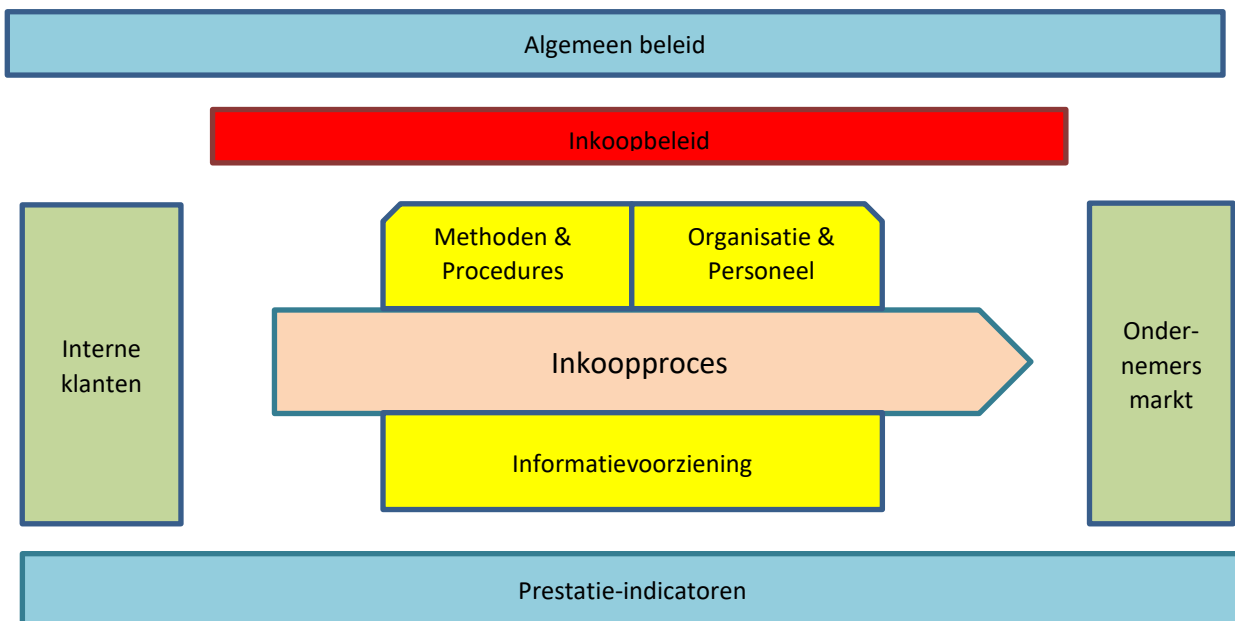 Algemeen beleid
Inkoopbeleid
Methoden &
Procedures
Organisatie &
Personeel
Interne
klanten
Inkoopproces
Onder-
nemers
markt
Informatievoorziening
Prestatie-indicatoren